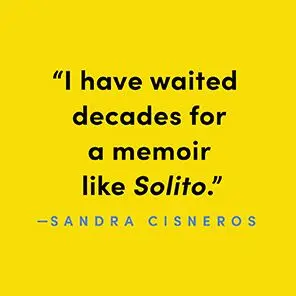 “I have waited
decades for
a memoir
like Solito.”
—SANDRA CISNEROS